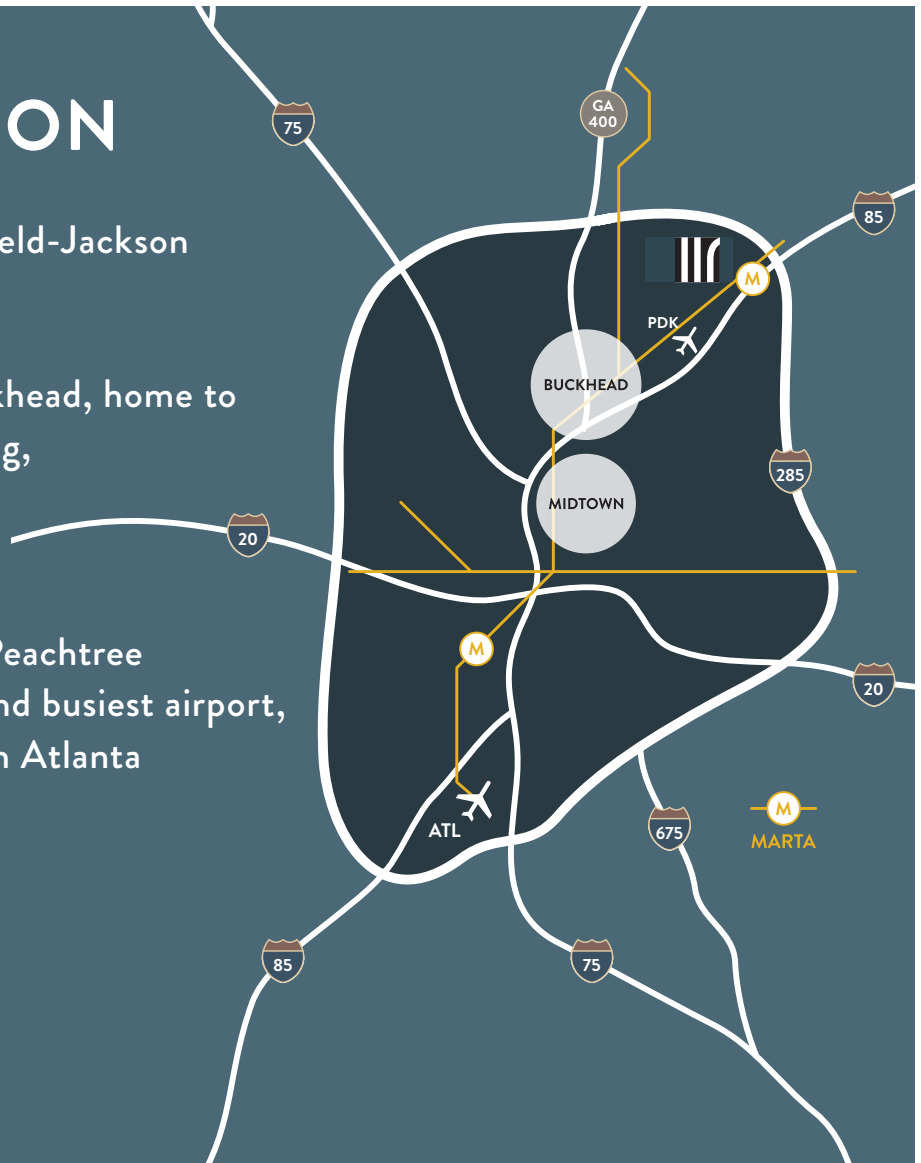 ON
eld-Jackson
khead, home to
g,
Peachtree
nd busiest airport,
n Atlanta
75
GA
400
85
M
PDK
BUCKHEAD
285
MIDTOWN
20
M
20
ATL
675
M
MARTA
85
75